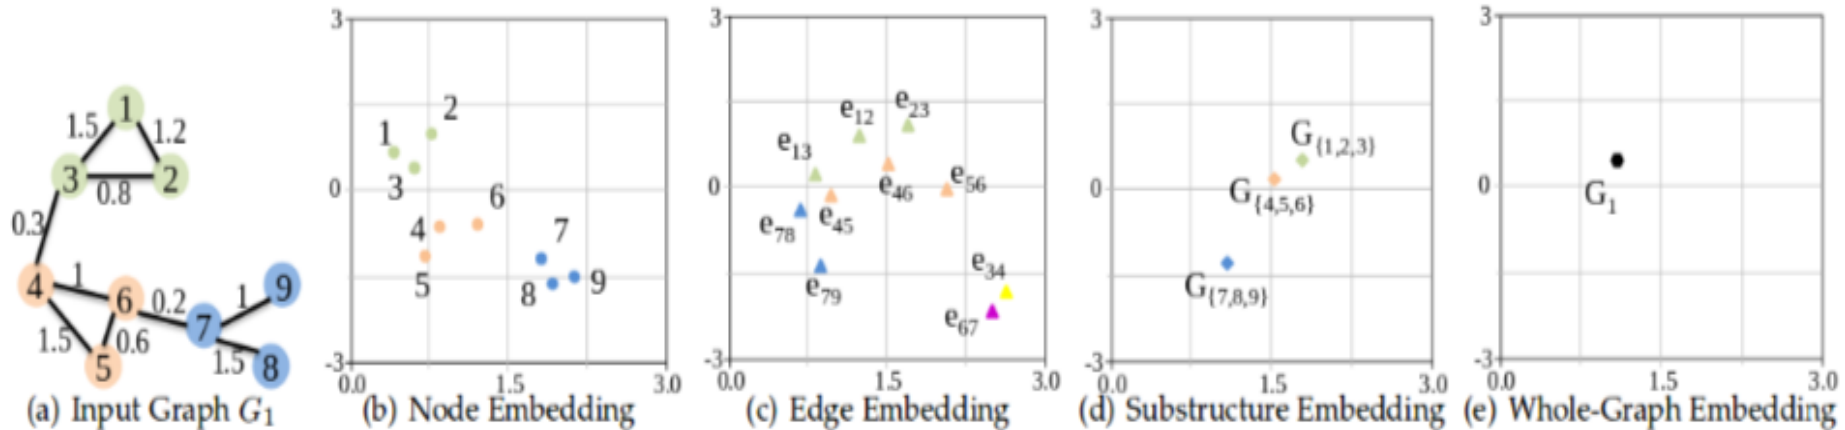 1
1.5
1.2
3
2
0.8
0.3
4
1
6
0.2
1
9
7
1.5
0.6
5
1.5
8
(a) Input Graph G1
3
0
-3
0.0
1.5
3.0
1
2
3
4
6
5
7
8
9
(b) Node Embedding
3
0
-3
0.0
1.5
3.0
e12
e23
e13
e46
e56
e78
e45
e79
e34
e67
(c) Edge Embedding
3
0
-3
0.0
1.5
3.0
G{1,2,3}
G{4,5,6}
G{7,8,9}
(d) Substructure Embedding
3
0
-3
0.0
1.5
3.0
G1
(e) Whole-Graph Embedding